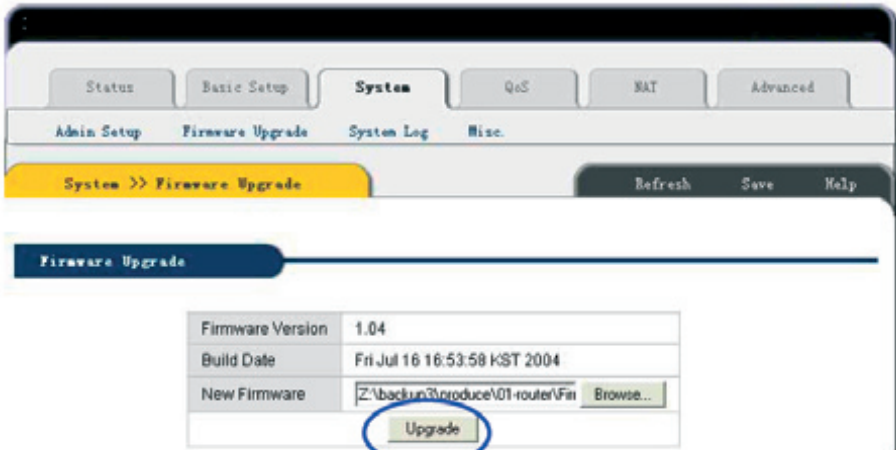 Status Basic Setup System QoS NAT Advanced
Admin Setup Firmware Upgrade System Log Misc.
System >> Firmware Upgrade Refresh Save Help
Firmware Upgrade
Firmware Version 1.04
Build Date Fri Jul 16 16:53:58 KST 2004
New Firmware Z:\backup3\produce\01-router\Fir Browse...
Upgrade